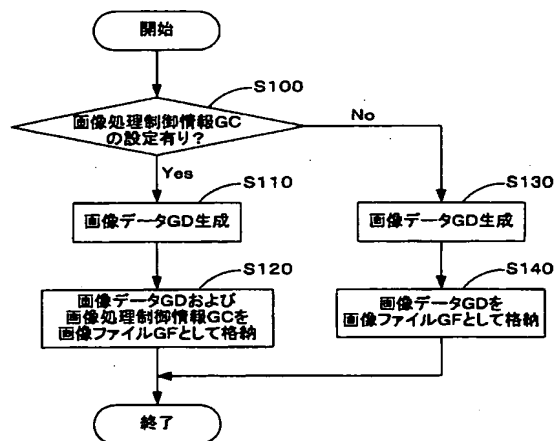 開始
S100
画像処理制御情報GC
の設定有り?
No
Yes
S110
S130
画像データGD生成
画像データGD生成
S120
S140
画像データGDおよび
画像処理制御情報GCを
画像ファイルGFとして格納
画像データGDを
画像ファイルGFとして格納
終了